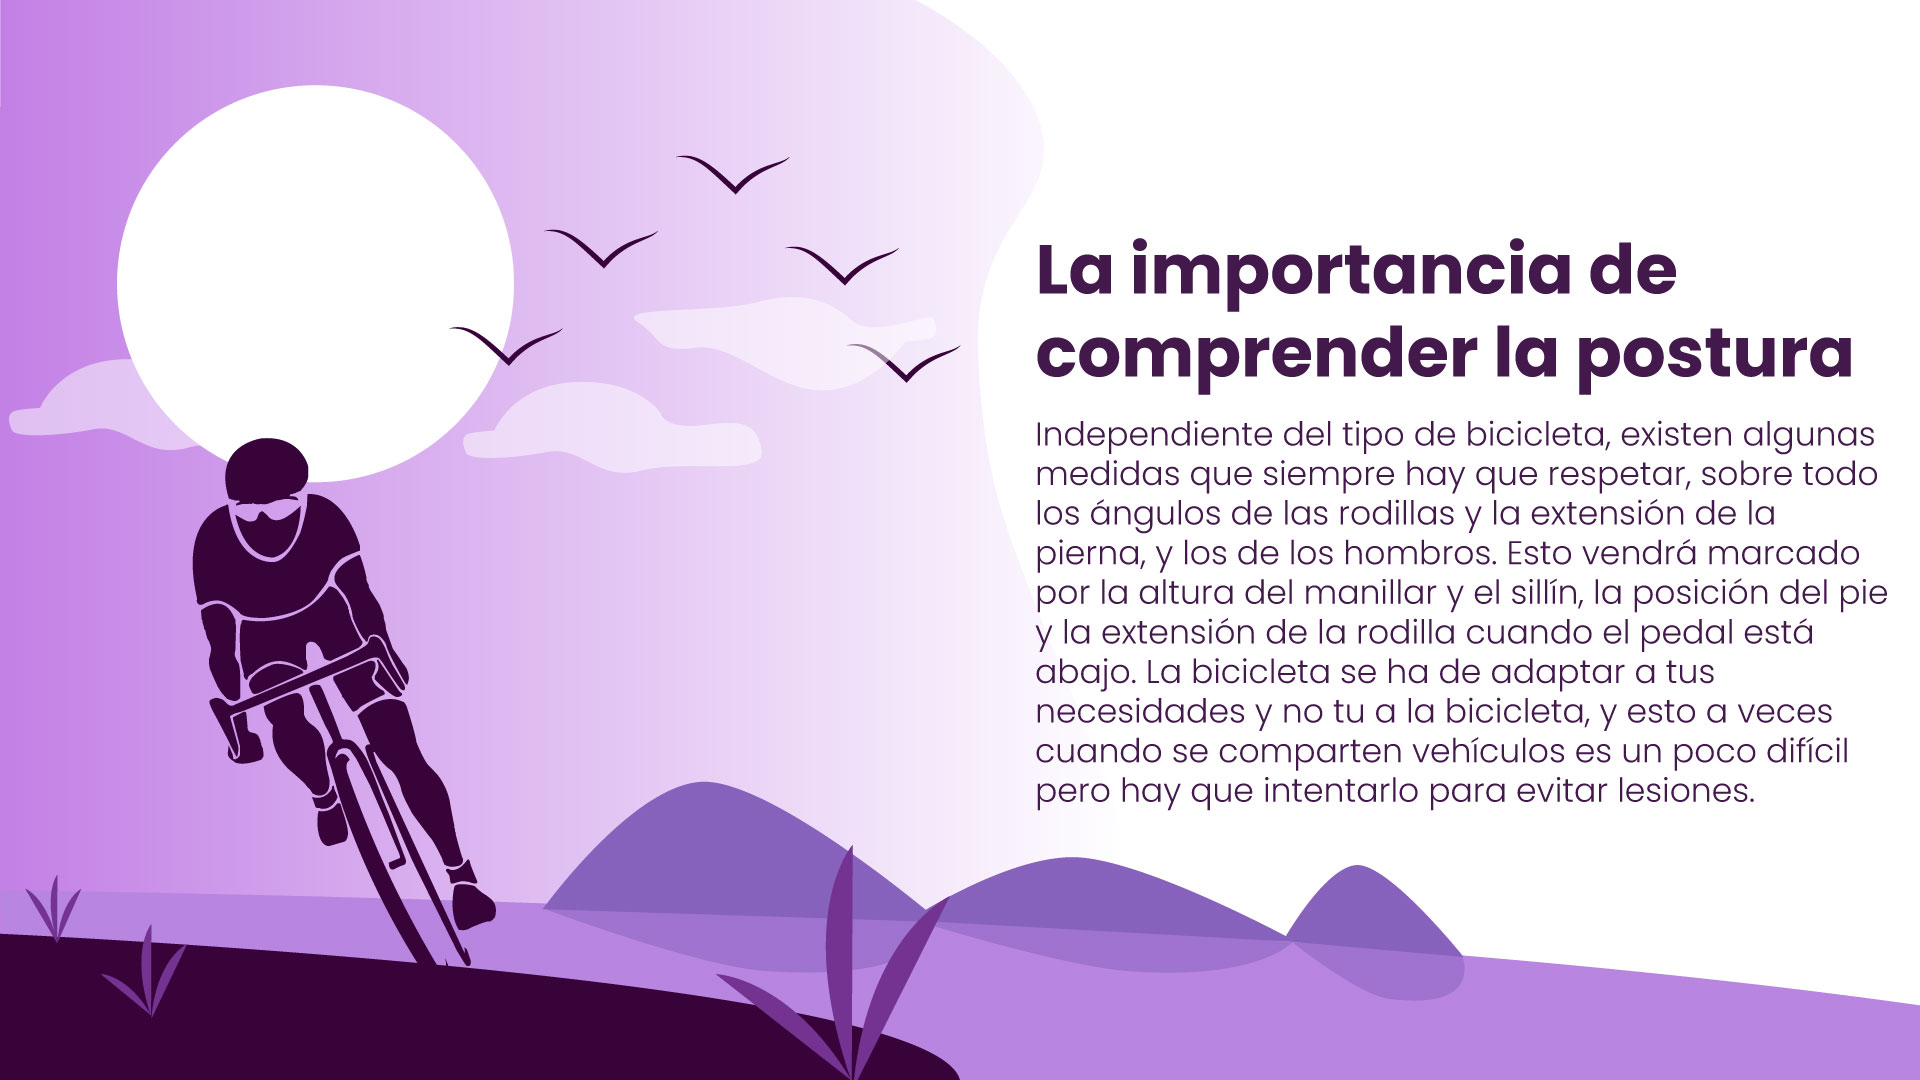 La importancia de
comprender la postura
Independiente del tipo de bicicleta, existen algunas
medidas que siempre hay que respetar, sobre todo
los ángulos de las rodillas y la extensión de la
pierna, y los de los hombros. Esto vendrá marcado
por la altura del manillar y el sillín, la posición del pie
y la extensión de la rodilla cuando el pedal está
abajo. La bicicleta se ha de adaptar a tus
necesidades y no tu a la bicicleta, y esto a veces
cuando se comparten vehículos es un poco difícil
pero hay que intentarlo para evitar lesiones.